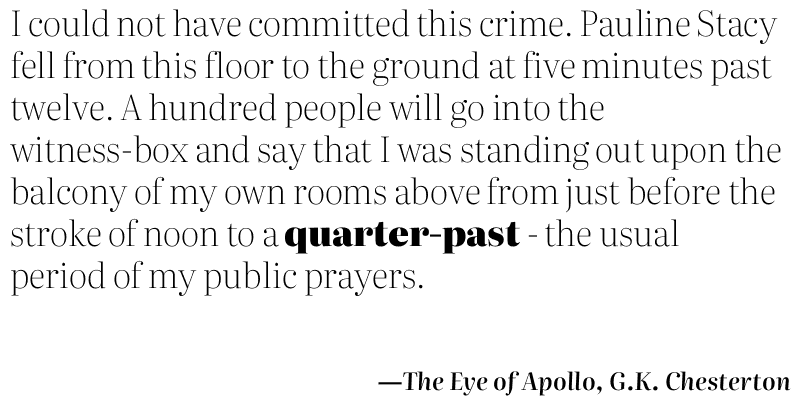 I could not have committed this crime. Pauline Stacy
fell from this floor to the ground at five minutes past
twelve. A hundred people will go into the
witness-box and say that I was standing out upon the
balcony of my own rooms above from just before the
stroke of noon to a quarter-past - the usual
period of my public prayers.
—The Eye of Apollo, G.K. Chesterton